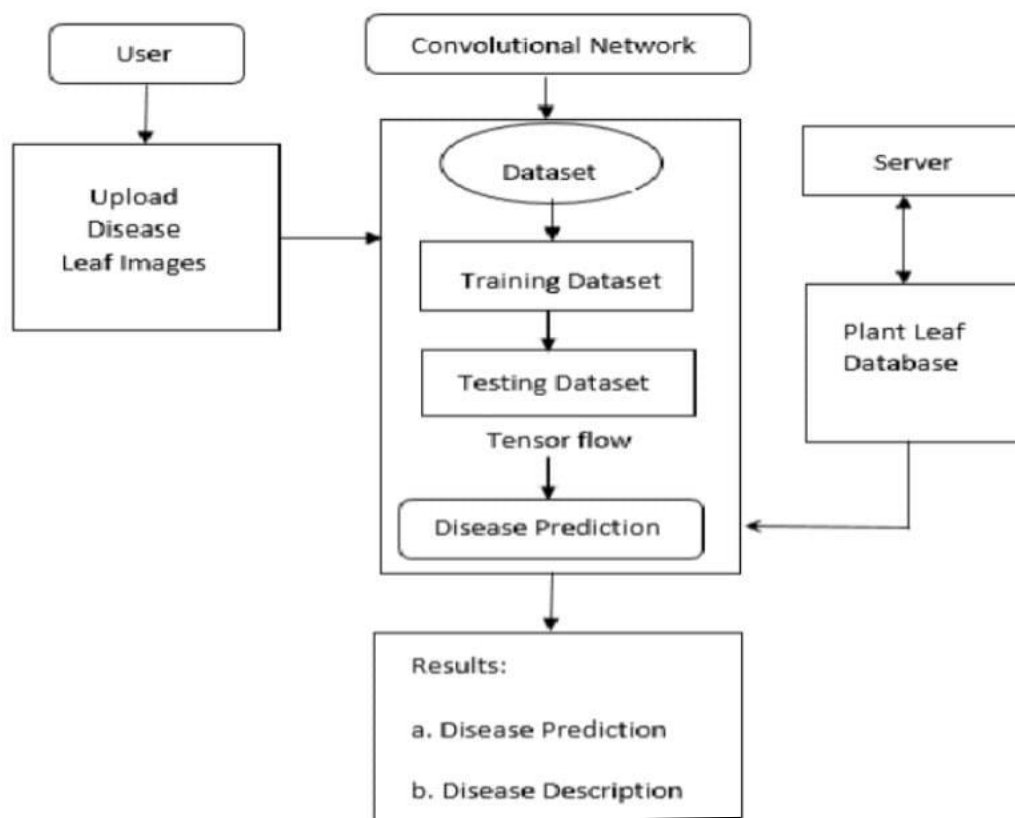 User
Convolutional Network
Upload
Disease
Leaf Images
Dataset
Training Dataset
Testing Dataset
Tensor flow
Disease Prediction
Server
Plant Leaf
Database
Results:
a. Disease Prediction
b. Disease Description